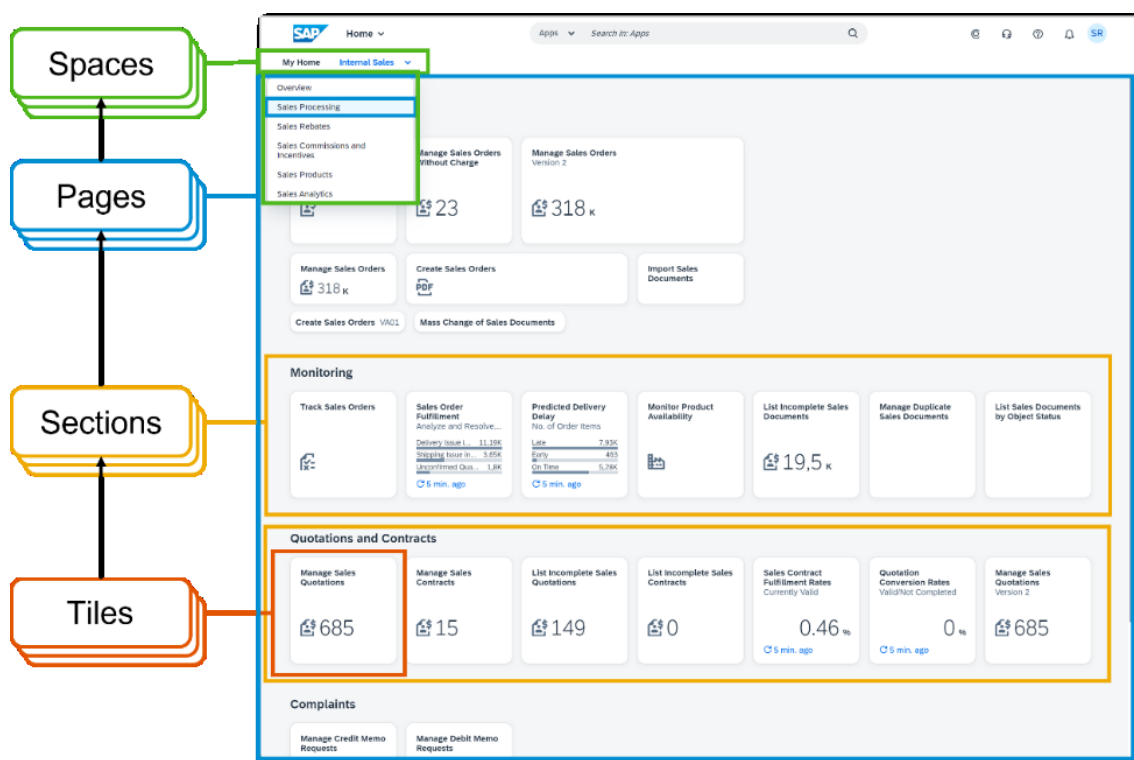 Spaces
Pages
Sections
Tiles
SAP Home
Apps Search In: Apps
SR
My Home Internal Sales
Overview
Sales Processing
Sales Rebates
Sales Commissions and
Incentives
Sales Products
Sales Analytics
Manage Sales Orders
Without Charge
23
Manage Sales Orders
Version 2
318 K
Manage Sales Orders
318 K
Create Sales Orders
PDF
Import Sales
Documents
Create Sales Orders VA01
Mass Change of Sales Documents
Monitoring
Track Sales Orders
Sales Order
Fulfillment
Analyze and Resolve...
Delivery Issue i... 11.19K
Shipping Issue in... 3.65K
Unconfirmed Qua... 1,8K
5 min. ago
Predicted Delivery
Delay
No. of Order Items
Late 7.93K
Early 463
On Time 5,28K
5 min. ago
Monitor Product
Availability
List Incomplete Sales
Documents
19,5 K
Manage Duplicate
Sales Documents
List Sales Documents
by Object Status
Quotations and Contracts
Manage Sales
Quotations
685
Manage Sales
Contracts
15
List Incomplete Sales
Quotations
149
List Incomplete Sales
Contracts
0
Sales Contract
Fulfillment Rates
Currently Valid
0.46 %
5 min. ago
Quotation
Conversion Rates
Valid/Not Completed
0 %
5 min. ago
Manage Sales
Quotations
Version 2
685
Complaints
Manage Credit Memo
Requests
Manage Debit Memo
Requests